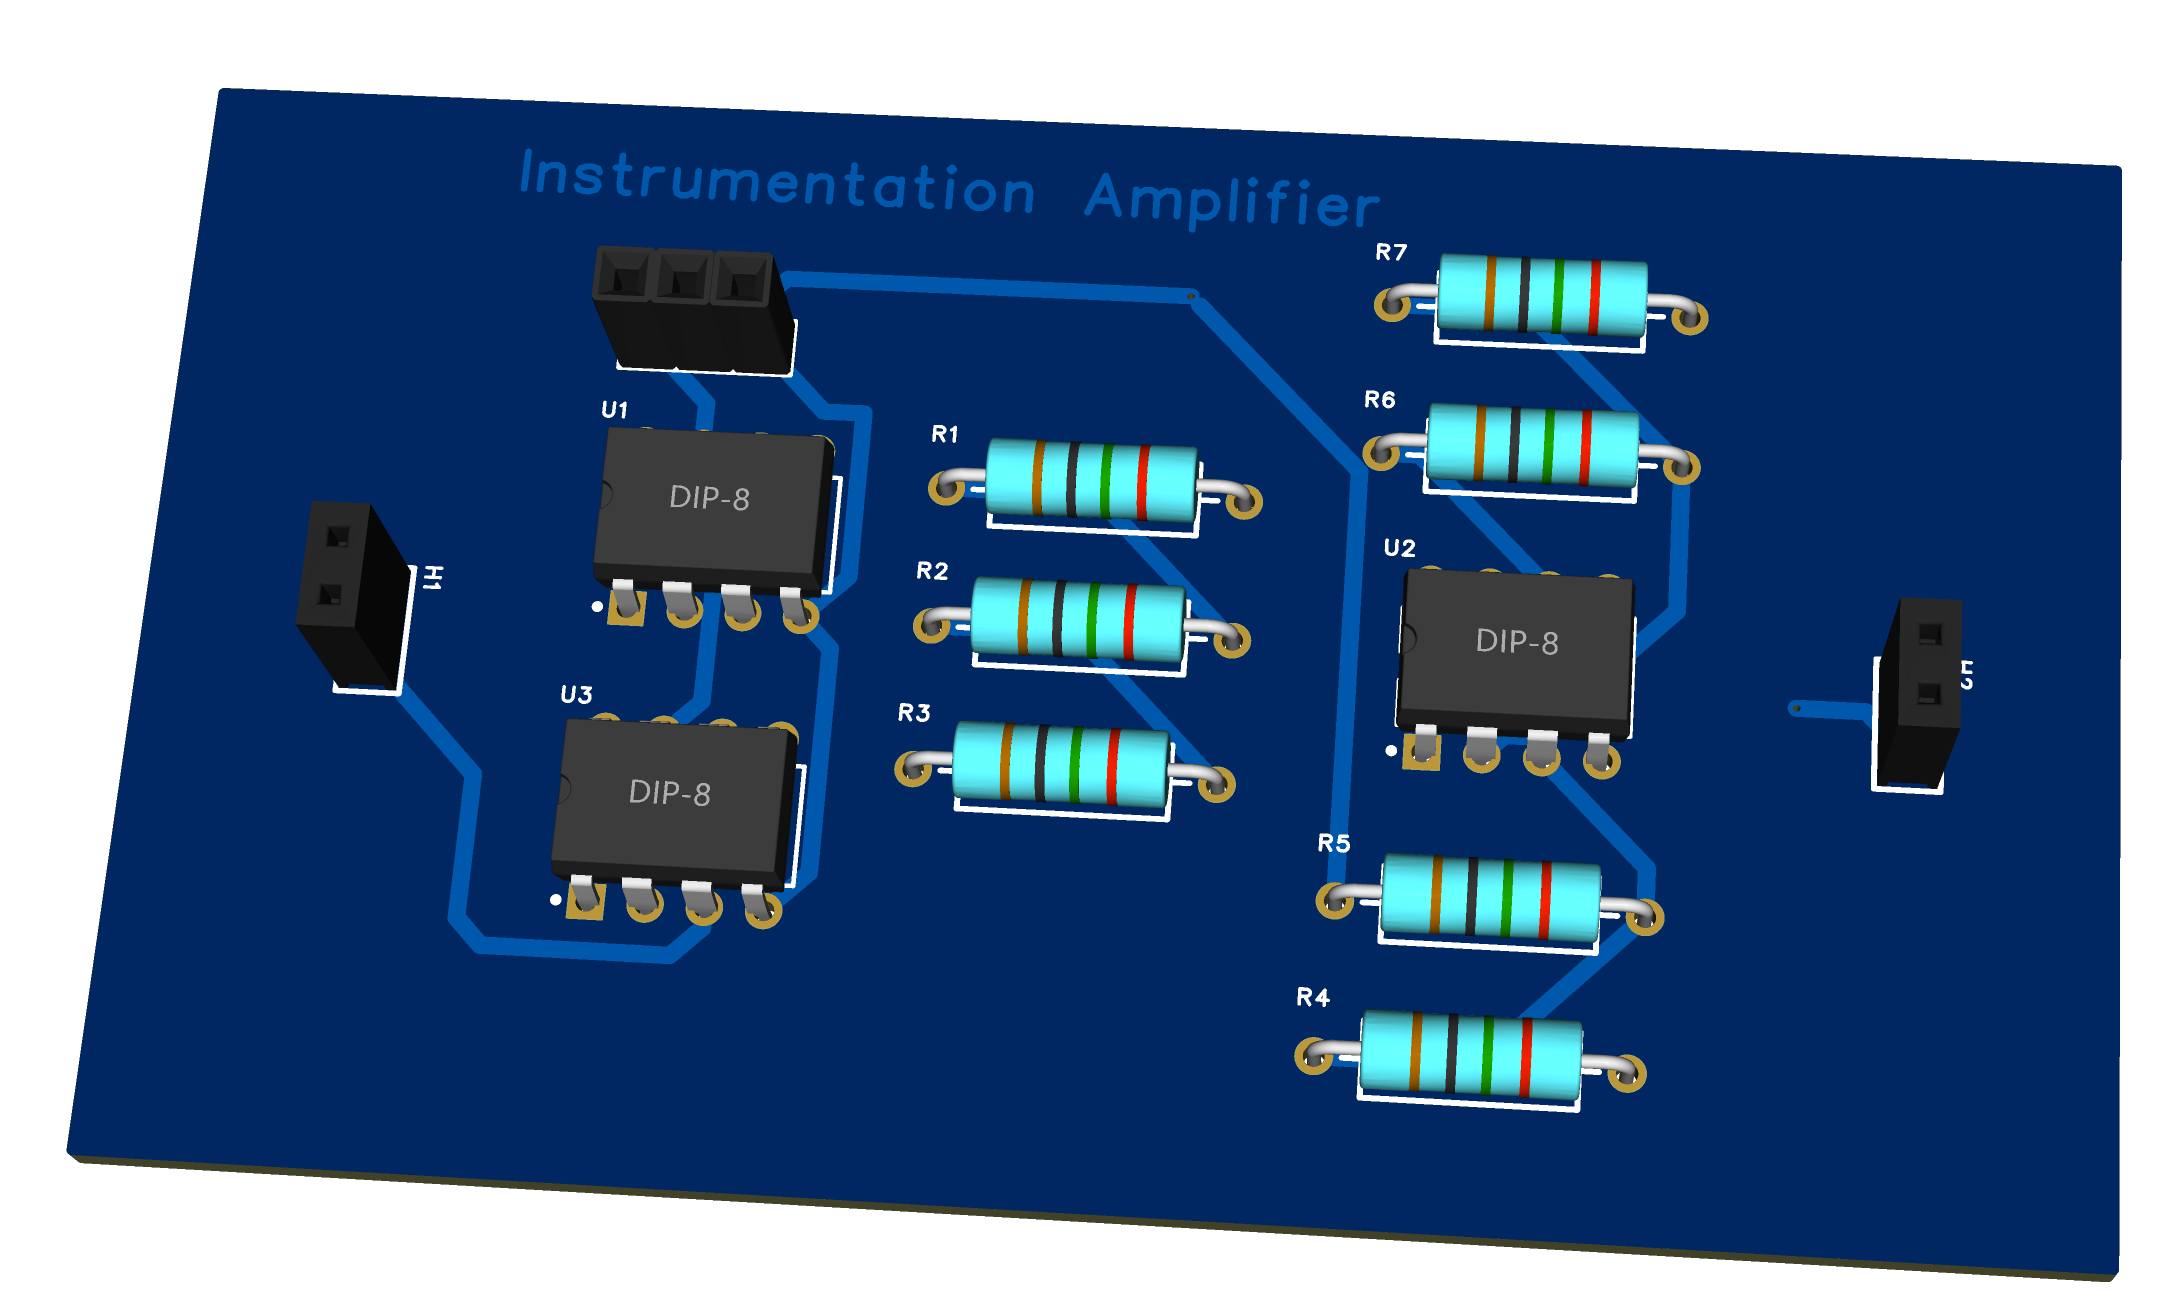 Instrumentation Amplifier
R7
R6
U1
R1
DIP-8
U2
H1
R2
DIP-8
U3
R3
DIP-8
R5
R4